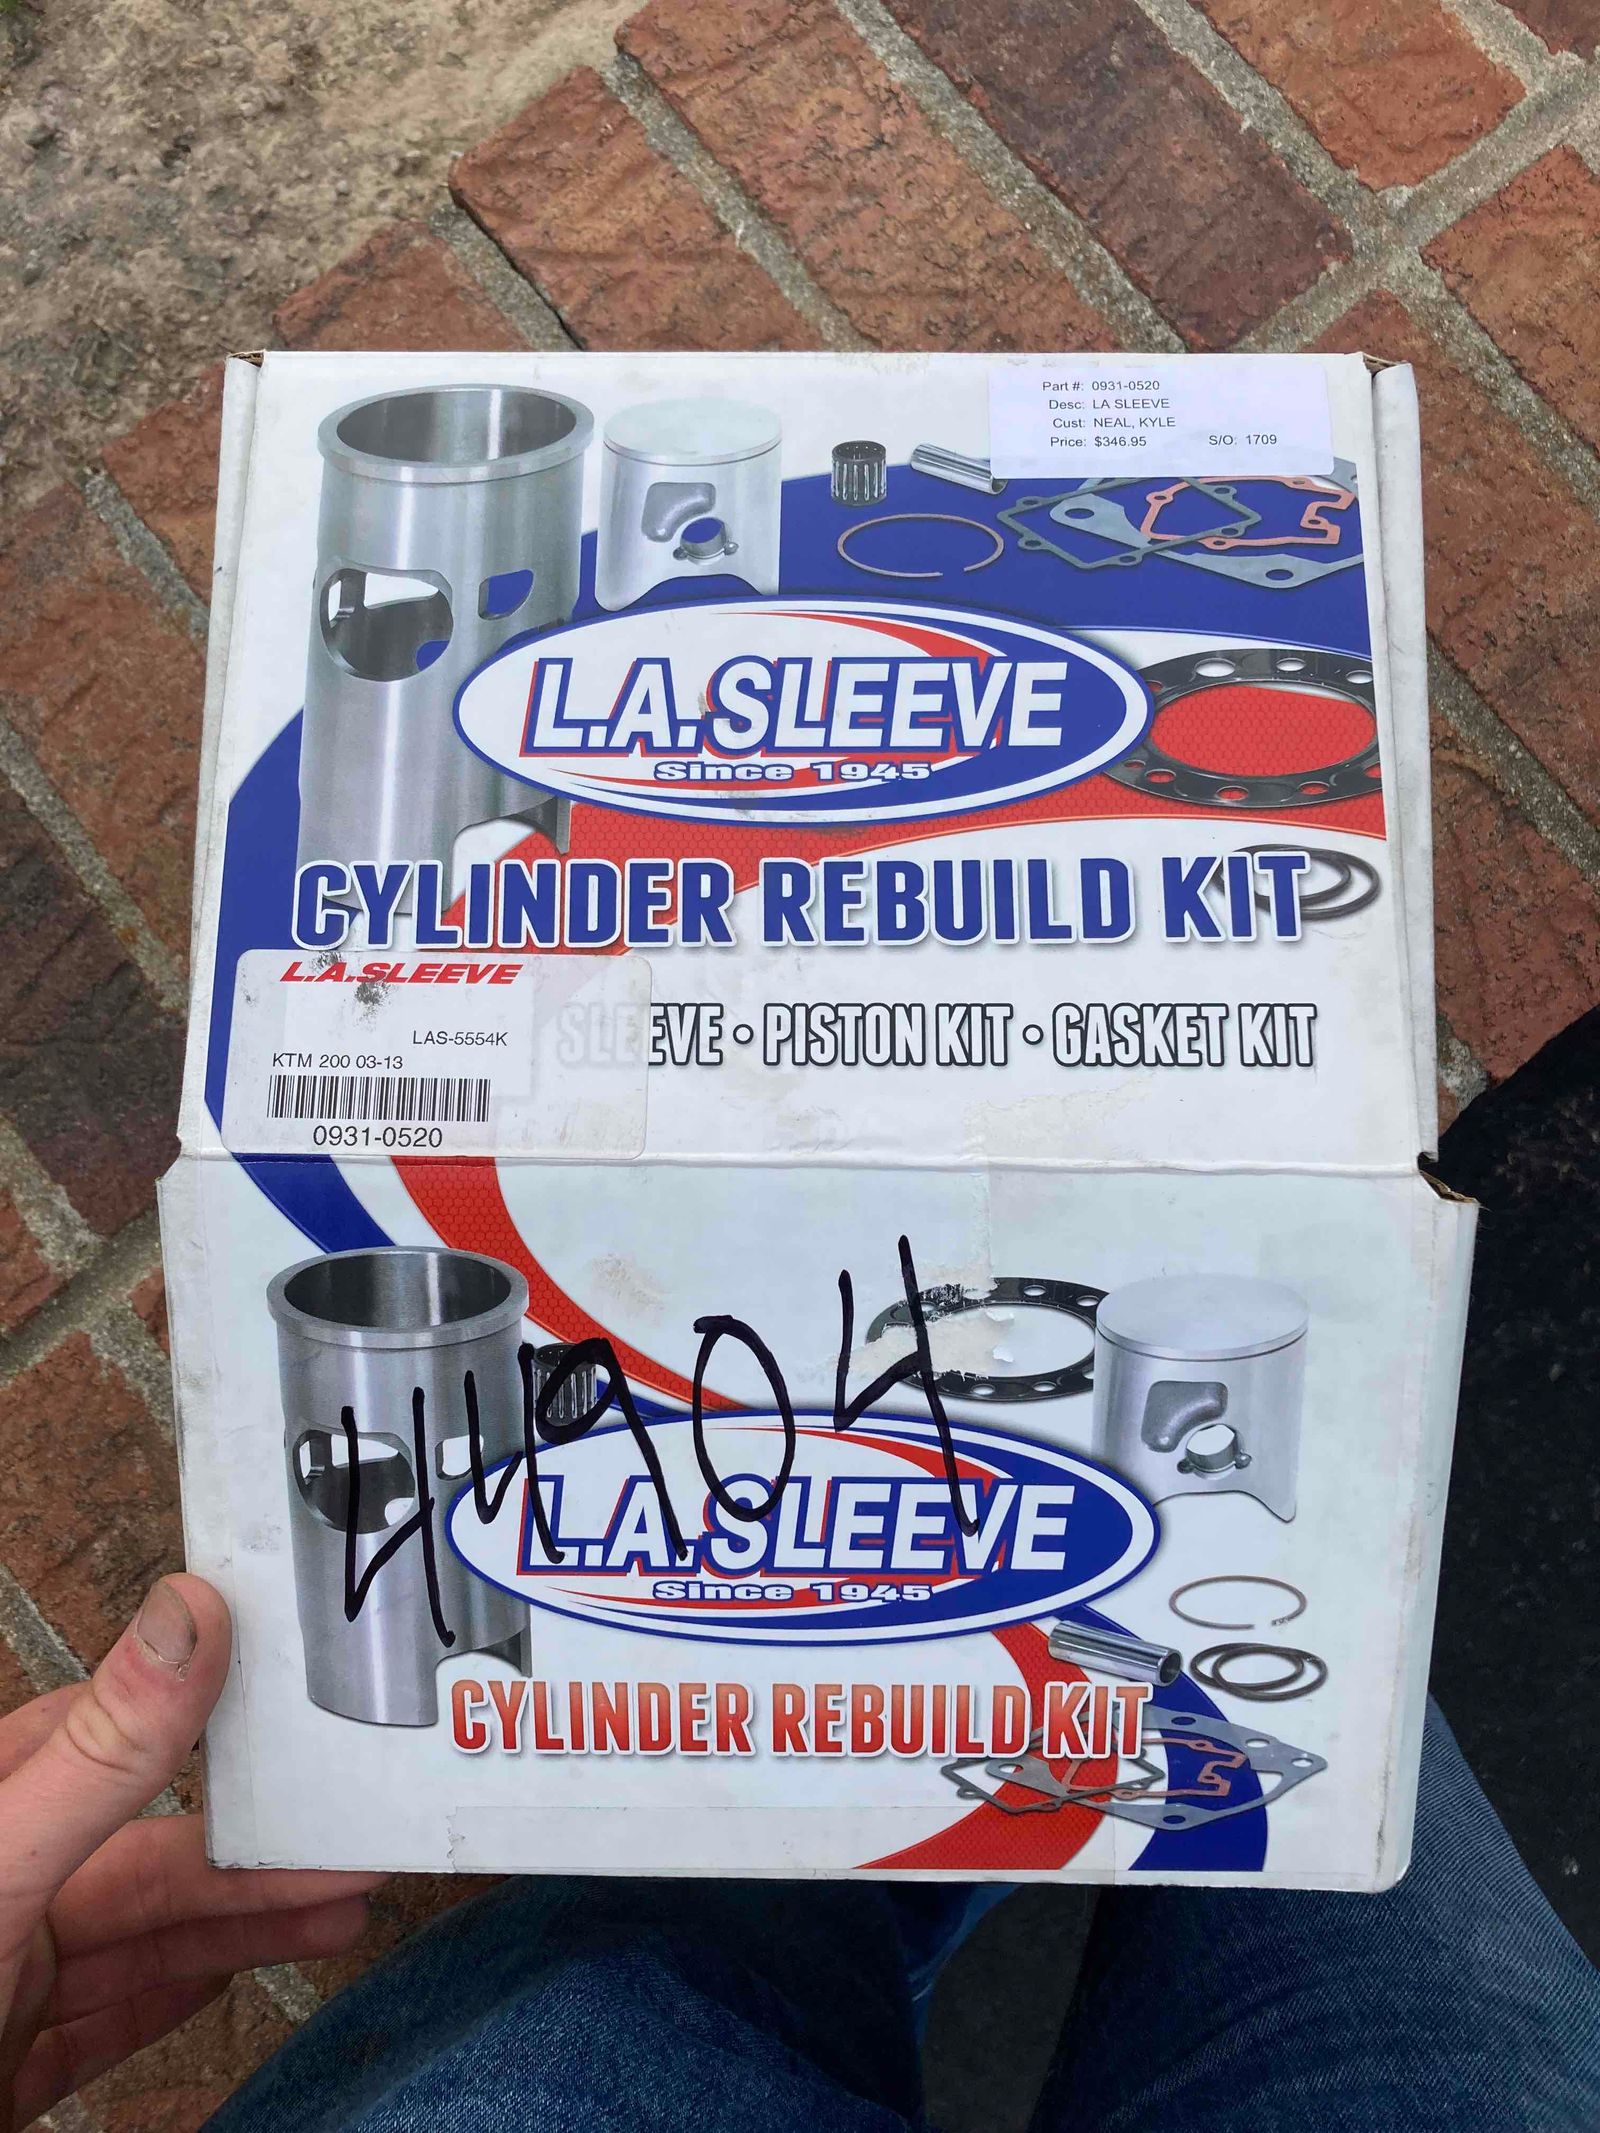 Part #: 0931-0520
Desc: LA SLEEVE
Cust: NEAL, KYLE
Price: $346.95 S/O: 1709
L.A. SLEEVE
Since 1945
CYLINDER REBUILD KIT
L.A.SLEEVE
LAS-5554K
KTM 200 03-13
0931-0520
SLEEVE • PISTON KIT • GASKET KIT
44904
L.A. SLEEVE
Since 1945
CYLINDER REBUILD KIT